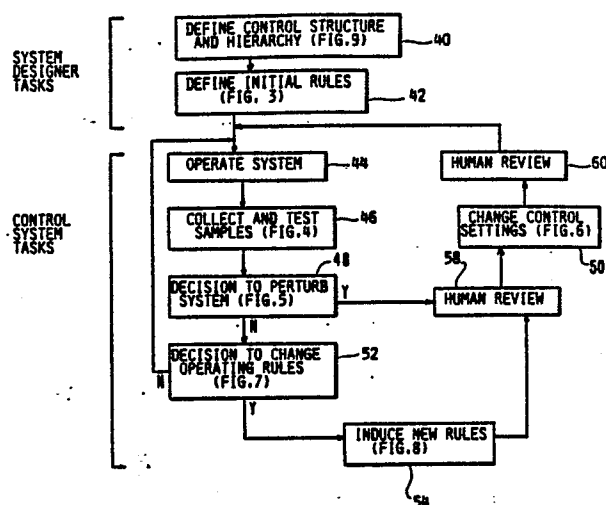 DEFINE CONTROL STRUCTURE
AND HIERARCHY (FIG.9)
40
SYSTEM
DESIGNER
TASKS
DEFINE INITIAL RULES
(FIG. 3)
42
OPERATE SYSTEM
44
HUMAN REVIEW
60
CONTROL
SYSTEM
TASKS
COLLECT AND TEST
SAMPLES (FIG.4)
46
CHANGE CONTROL
SETTINGS (FIG.6)
50
48
DECISION TO PERTURB
SYSTEM (FIG.5)
Y
N
58
HUMAN REVIEW
DECISION TO CHANGE
OPERATING RULES
(FIG.7)
52
N
Y
INDUCE NEW RULES
(FIG.8)
54